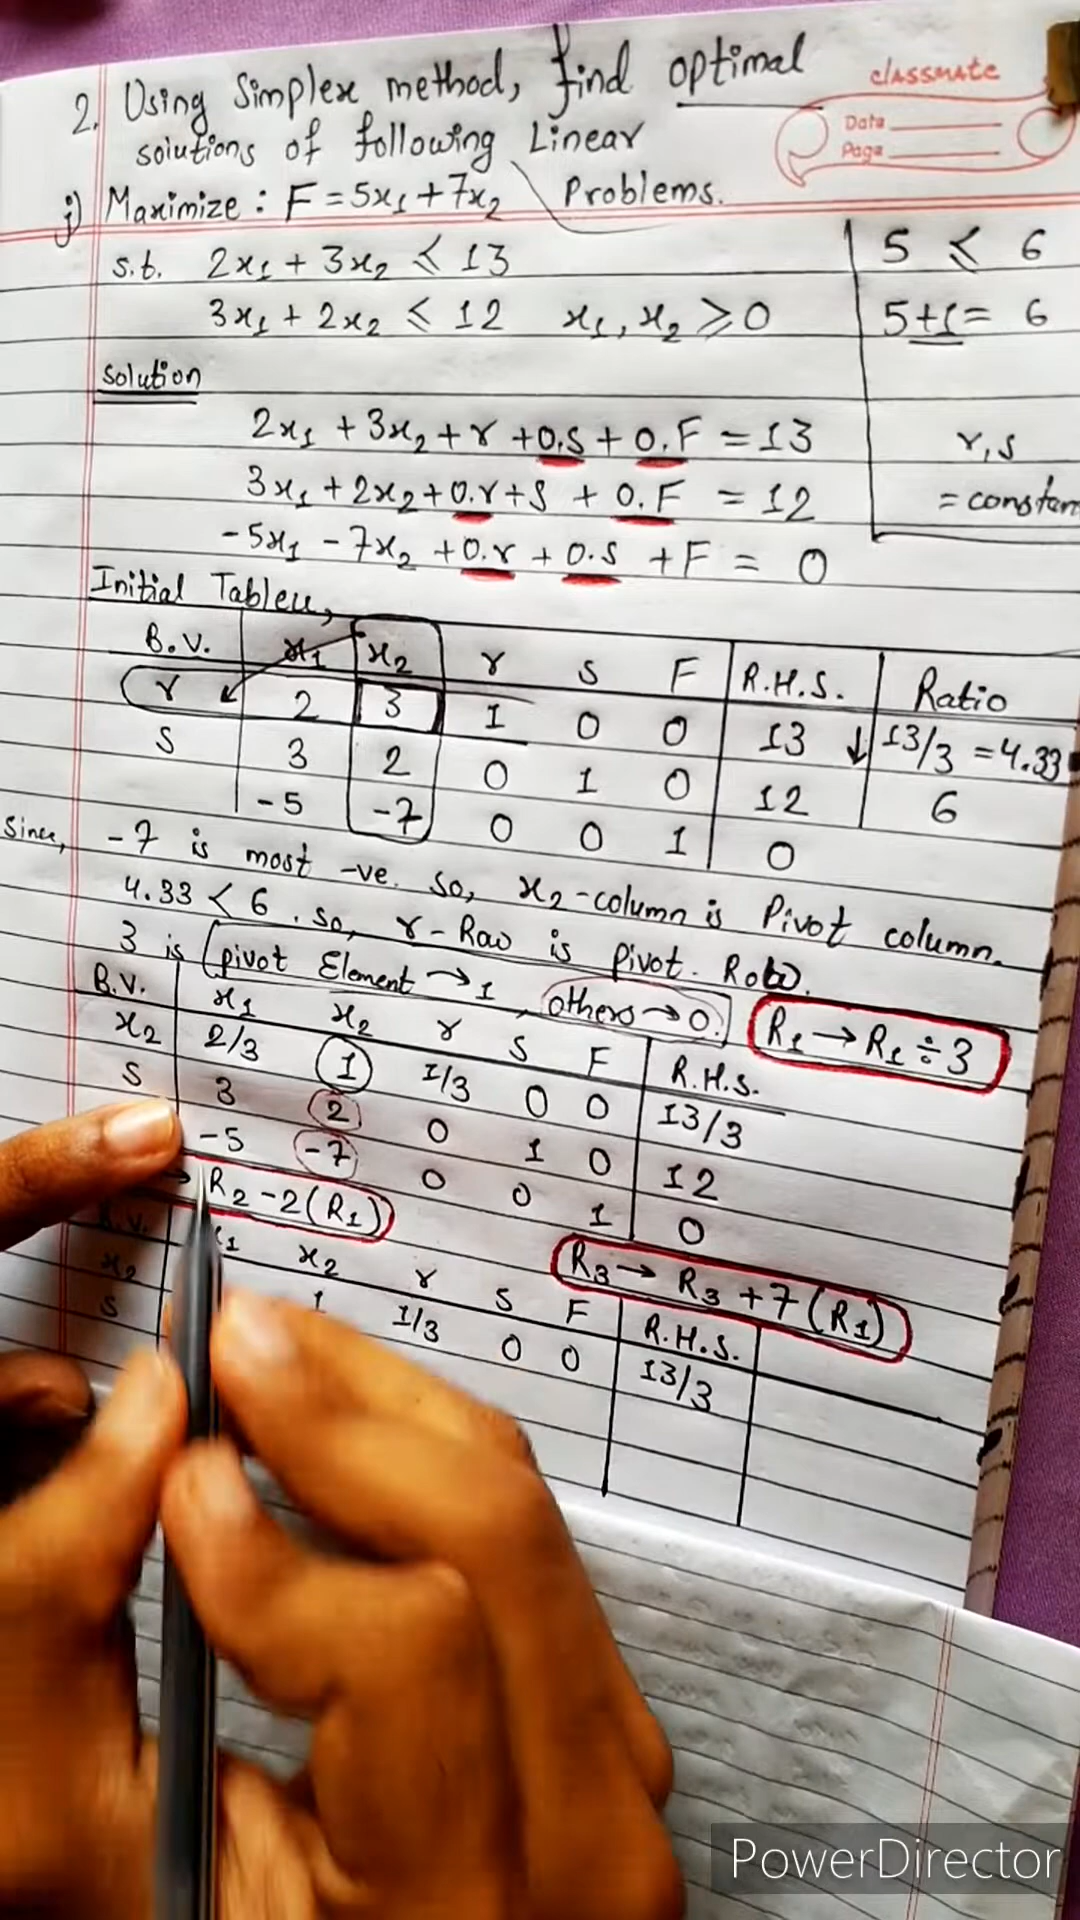 classmate
Date
Page
2. Using Simplex method, find optimal
solutions of following Linear
Problems.
j) Maximize : F = 5x₁ + 7x₂
s.t. 2x₁ + 3x₂ ≤ 13
3x₁ + 2x₂ ≤ 12 x₁, x₂ ≥ 0
5 ≤ 6
5+1= 6
r, s
= constan
Solution
2x₁ + 3x₂ + r + 0.s + 0.F = 13
3x₁ + 2x₂ + 0.r + s + 0.F = 12
-5x₁ - 7x₂ + 0.r + 0.s + F = 0
Initial Tableu,
B.V. x₁ x₂ r s F R.H.S. Ratio
r 2 3 1 0 0 13 ↓ 13/3 = 4.33
s 3 2 0 1 0 12 6
-5 -7 0 0 1 0
Since, -7 is most -ve. so, x₂-column is Pivot column.
4.33 < 6 . so, r-Row is pivot. Row.
3 is pivot Element → 1, others → 0.
R₁ → R₁ ÷ 3
B.V. x₁ x₂ r s F R.H.S.
x₂ 2/3 1 1/3 0 0 13/3
s 3 2 0 1 0 12
-5 -7 0 0 1 0
→ R₂ - 2(R₁)
R₃ → R₃ + 7(R₁)
B.V. x₁ x₂ r s F R.H.S.
x₂ 1 1/3 0 0 13/3
s
PowerDirector